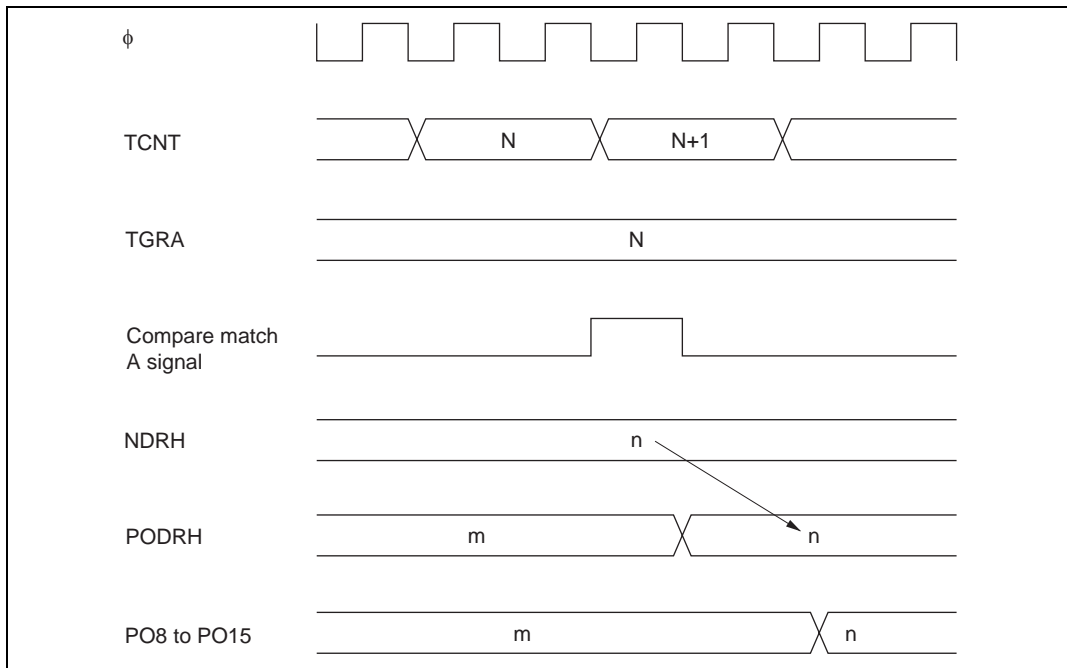 ϕ
TCNT
N
N+1
TGRA
N
Compare match
A signal
NDRH
n
PODRH
m
n
PO8 to PO15
m
n